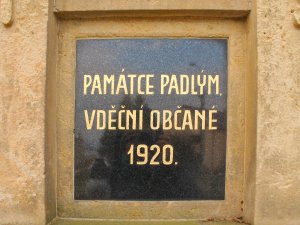 PAMÁTCE PADLÝM,
VDĚČNÍ OBČANÉ
1920.